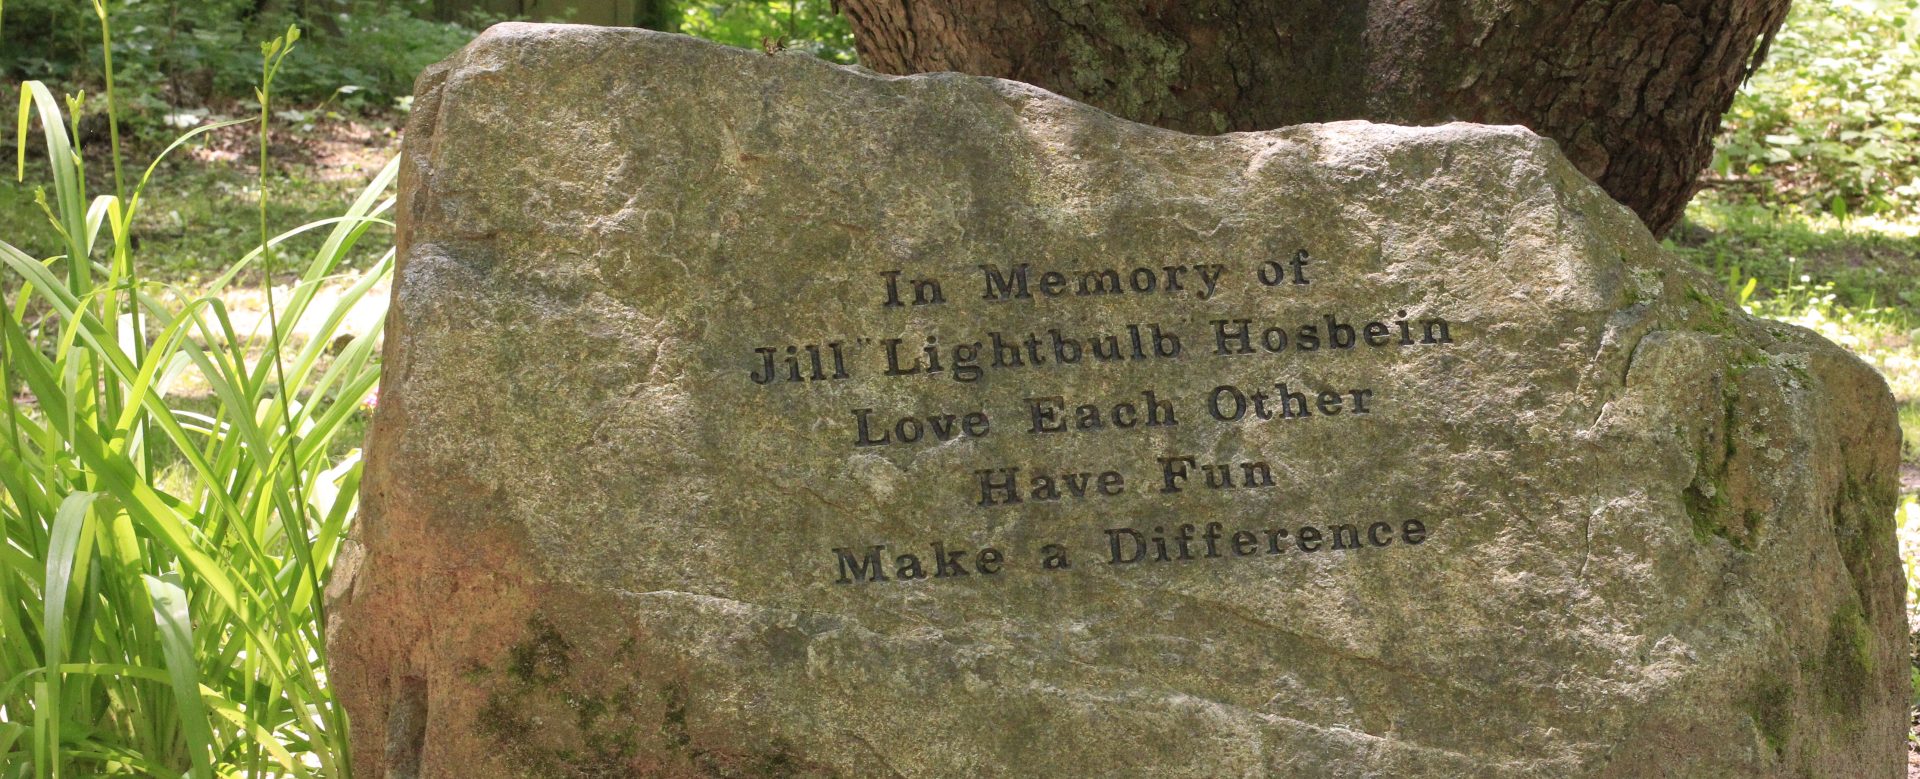 In Memory of
Jill "Lightbulb Hosbein
Love Each Other
Have Fun
Make a Difference